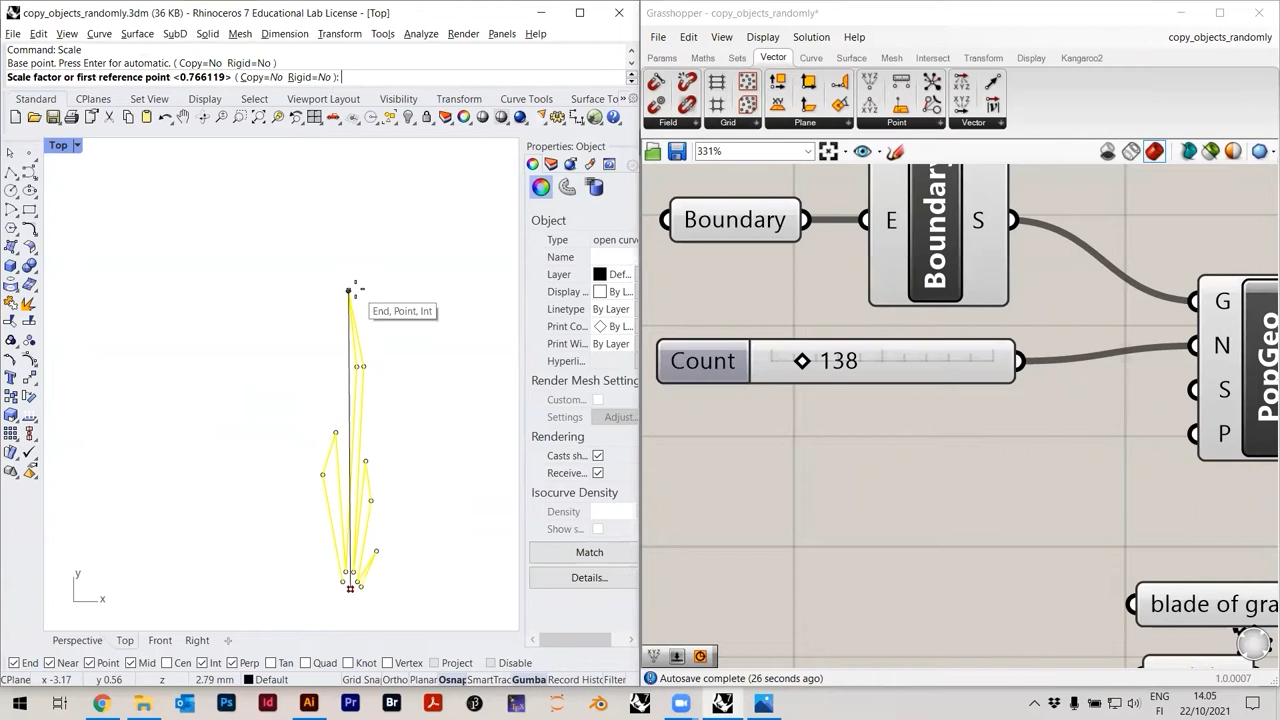 copy_objects_randomly.3dm (36 KB) - Rhinoceros 7 Educational Lab License - [Top]
File Edit View Curve Surface SubD Solid Mesh Dimension Transform Tools Analyze Render Panels Help
Command: Scale
Base point. Press Enter for automatic. ( Copy=No Rigid=No )
Scale factor or first reference point <0.766119> ( Copy=No Rigid=No ):
Standard CPlanes Set View Display Select Viewport Layout Visibility Transform Curve Tools Surface To »
Top
End, Point, Int
y
x
Properties: Object
Object
Type open curve
Name
Layer Def...
Display ... By L...
Linetype By Layer
Print Co... By L...
Print Wi... By Layer
Hyperli...
Render Mesh Setting
Custom...
Settings Adjust...
Rendering
Casts sh...
Receive...
Isocurve Density
Density
Show s...
Match
Details...
Perspective Top Front Right
End Near Point Mid Cen Int Perp Tan Quad Knot Vertex Project Disable
CPlane x -3.17 y 0.56 z 2.79 mm Default Grid Snap Ortho Planar Osnap SmartTrac Gumba Record Histo Filter
Grasshopper - copy_objects_randomly*
File Edit View Display Solution Help
copy_objects_randomly*
Params Maths Sets Vector Curve Surface Mesh Intersect Transform Display Kangaroo2
Field Grid Plane Point Vector
331%
Boundary
E Boundary S
Count 138
G
N
S
P
PopGeo
blade of gra
Autosave complete (26 seconds ago)
1.0.0007
ENG
FI
14.05
22/10/2021